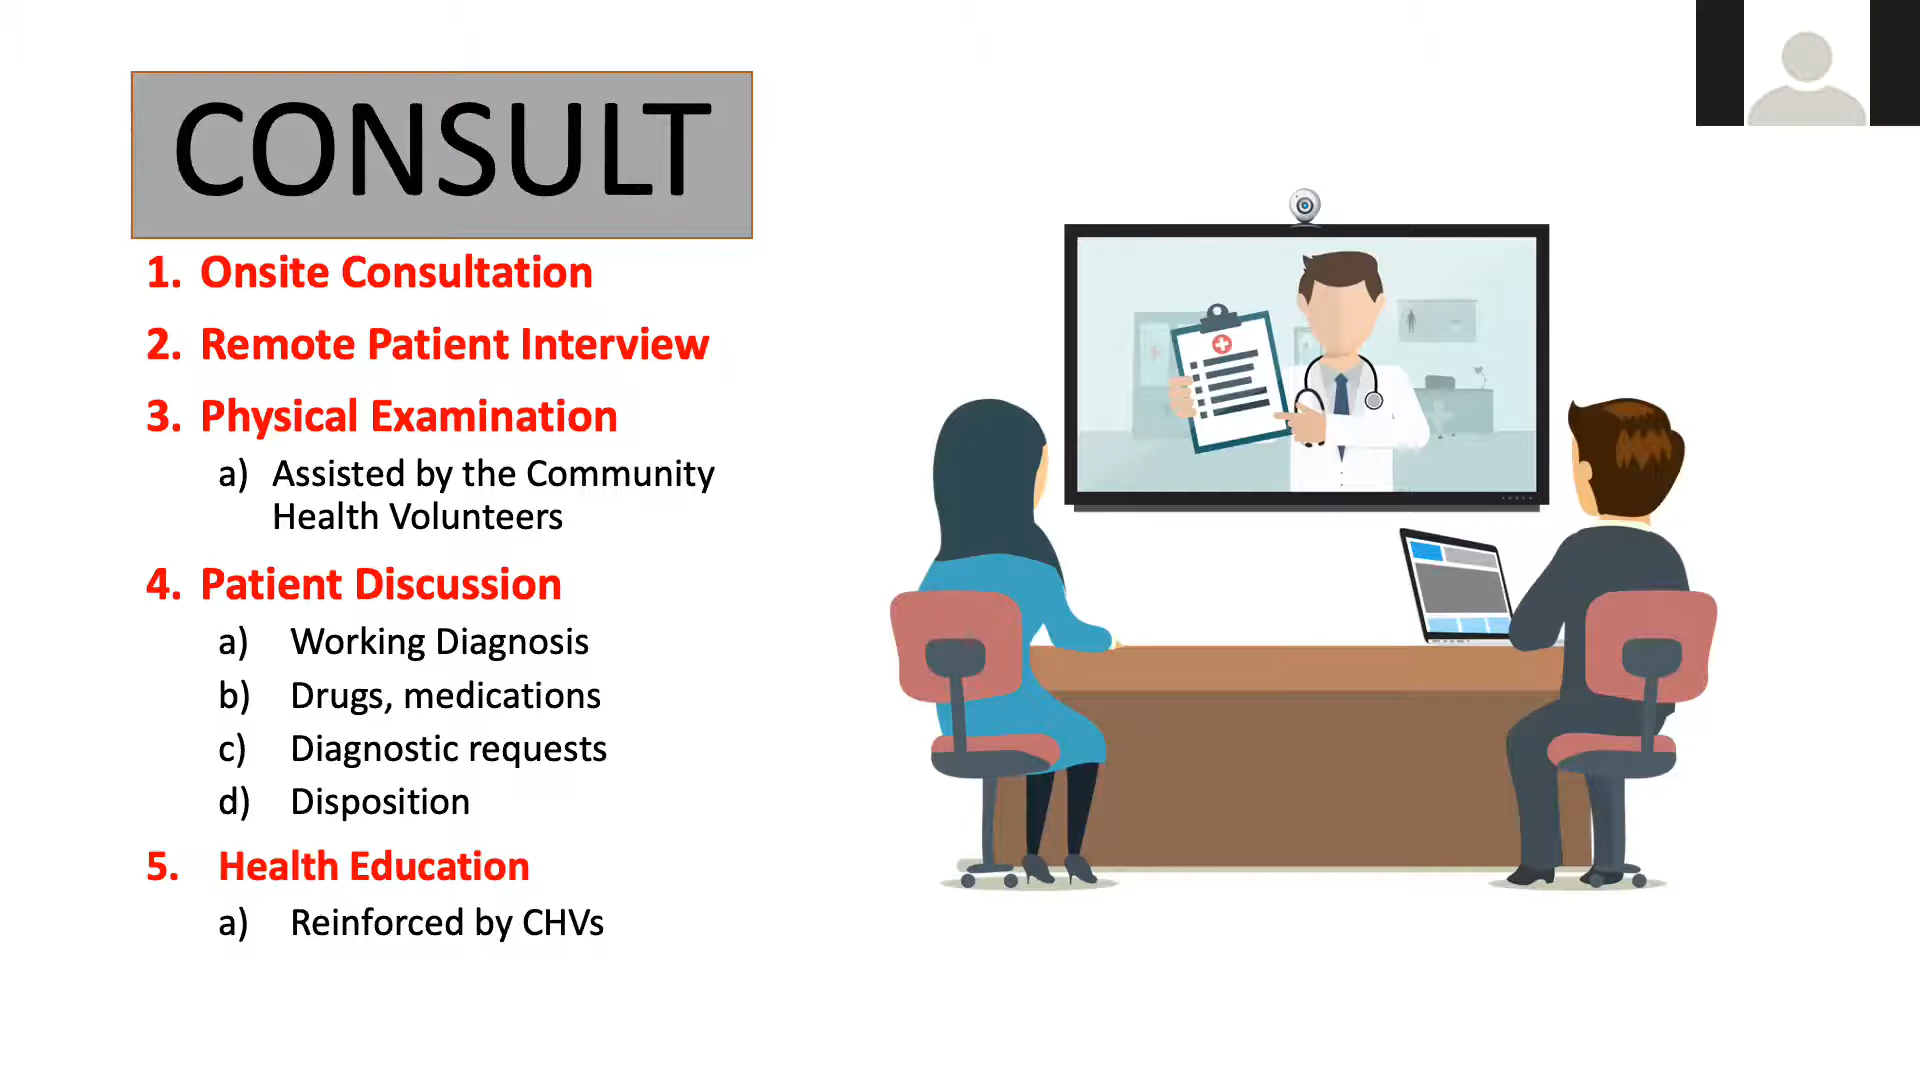 CONSULT
1. Onsite Consultation
2. Remote Patient Interview
3. Physical Examination
a) Assisted by the Community
Health Volunteers
4. Patient Discussion
a) Working Diagnosis
b) Drugs, medications
c) Diagnostic requests
d) Disposition
5. Health Education
a) Reinforced by CHVs